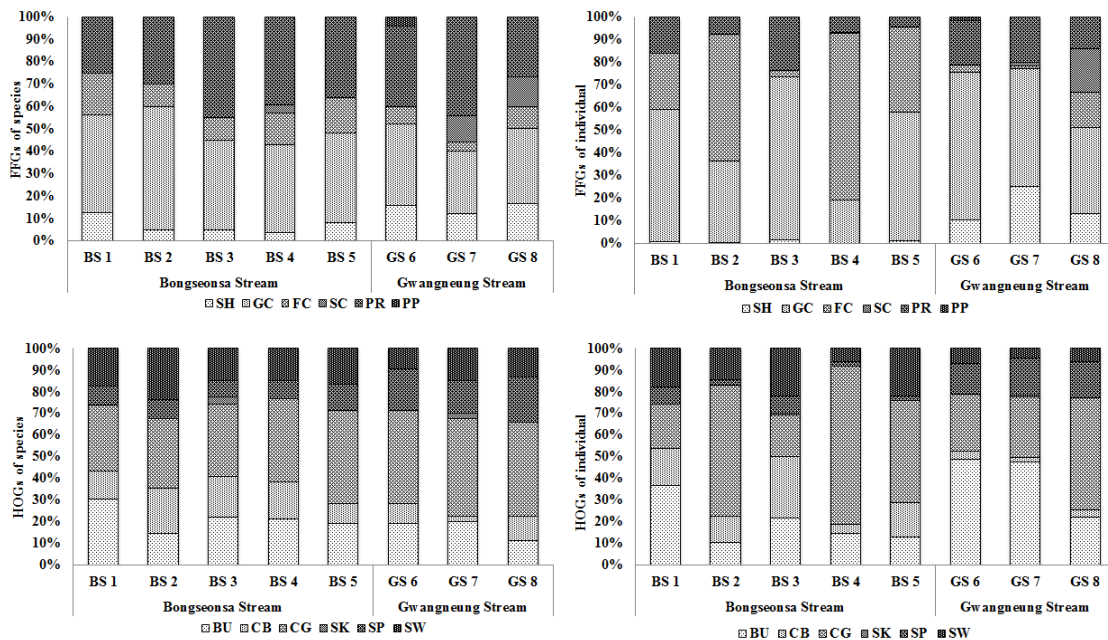 100%
90%
80%
70%
60%
50%
40%
30%
20%
10%
0%
FFGs of species
BS 1 BS 2 BS 3 BS 4 BS 5 GS 6 GS 7 GS 8
Bongseonsa Stream Gwangneung Stream
SH GC FC SC PR PP
100%
90%
80%
70%
60%
50%
40%
30%
20%
10%
0%
FFGs of individual
BS 1 BS 2 BS 3 BS 4 BS 5 GS 6 GS 7 GS 8
Bongseonsa Stream Gwangneung Stream
SH GC FC SC PR PP
100%
90%
80%
70%
60%
50%
40%
30%
20%
10%
0%
HOGs of species
BS 1 BS 2 BS 3 BS 4 BS 5 GS 6 GS 7 GS 8
Bongseonsa Stream Gwangneung Stream
BU CB CG SK SP SW
100%
90%
80%
70%
60%
50%
40%
30%
20%
10%
0%
HOGs of individual
BS 1 BS 2 BS 3 BS 4 BS 5 GS 6 GS 7 GS 8
Bongseonsa Stream Gwangneung Stream
BU CB CG SK SP SW